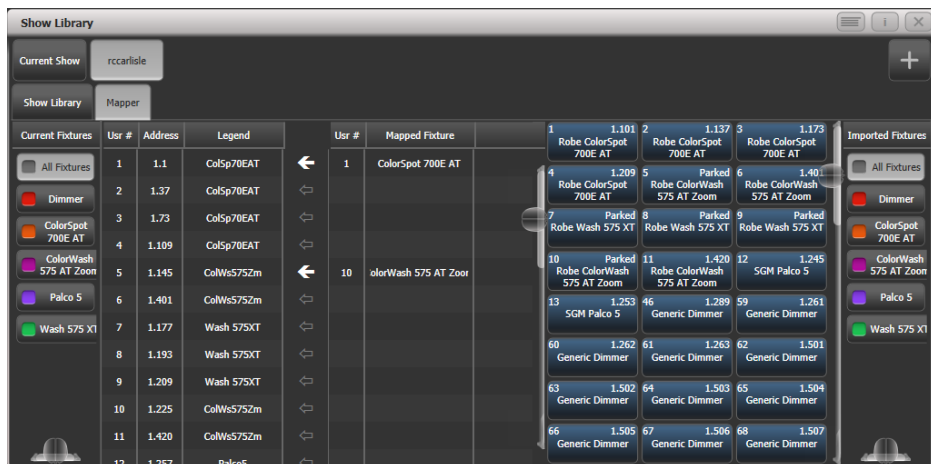 Show Library
i
Current Show
rccarlisle
+
Show Library
Mapper
Current Fixtures
All Fixtures
Dimmer
ColorSpot
700E AT
ColorWash
575 AT Zoom
Palco 5
Wash 575 XT
Usr # Address Legend
1 1.1 ColSp70EAT
2 1.37 ColSp70EAT
3 1.73 ColSp70EAT
4 1.109 ColSp70EAT
5 1.145 ColWs575Zm
6 1.401 ColWs575Zm
7 1.177 Wash 575XT
8 1.193 Wash 575XT
9 1.209 Wash 575XT
10 1.225 ColWs575Zm
11 1.420 ColWs575Zm
12 1.257 Palco5
Usr # Mapped Fixture
1 ColorSpot 700E AT
10 olorWash 575 AT Zoor
1 1.101 2 1.137 3 1.173
Robe ColorSpot Robe ColorSpot Robe ColorSpot
700E AT 700E AT 700E AT
4 1.209 5 Parked 6 1.401
Robe ColorSpot Robe ColorWash Robe ColorWash
700E AT 575 AT Zoom 575 AT Zoom
7 Parked 8 Parked 9 Parked
Robe Wash 575 XT Robe Wash 575 XT Robe Wash 575 XT
10 Parked 11 1.420 12 1.245
Robe ColorWash Robe ColorWash SGM Palco 5
575 AT Zoom 575 AT Zoom
13 1.253 46 1.289 59 1.261
SGM Palco 5 Generic Dimmer Generic Dimmer
60 1.262 61 1.263 62 1.501
Generic Dimmer Generic Dimmer Generic Dimmer
63 1.502 64 1.503 65 1.504
Generic Dimmer Generic Dimmer Generic Dimmer
66 1.505 67 1.506 68 1.507
Generic Dimmer Generic Dimmer Generic Dimmer
Imported Fixtures
All Fixtures
Dimmer
ColorSpot
700E AT
ColorWash
575 AT Zoom
Palco 5
Wash 575 XT